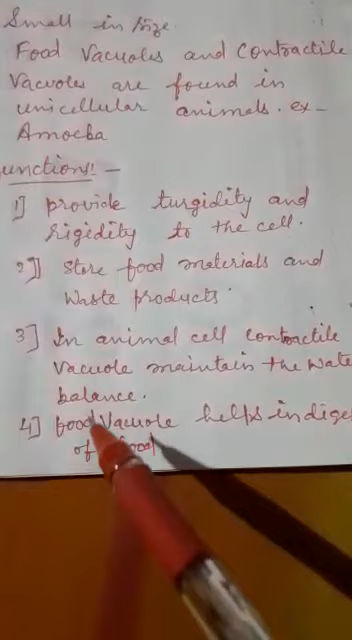 Small in size.
Food Vacuoles and Contractile
Vacuoles are found in
unicellular animals. ex-
Amoeba
unctions! -
1] provide turgidity and
rigidity to the cell.
2] Store food materials and
waste products.
3] In animal cell contractile
Vacuole maintain the Wate
balance.
4] food Vacuole helps in diges
of food